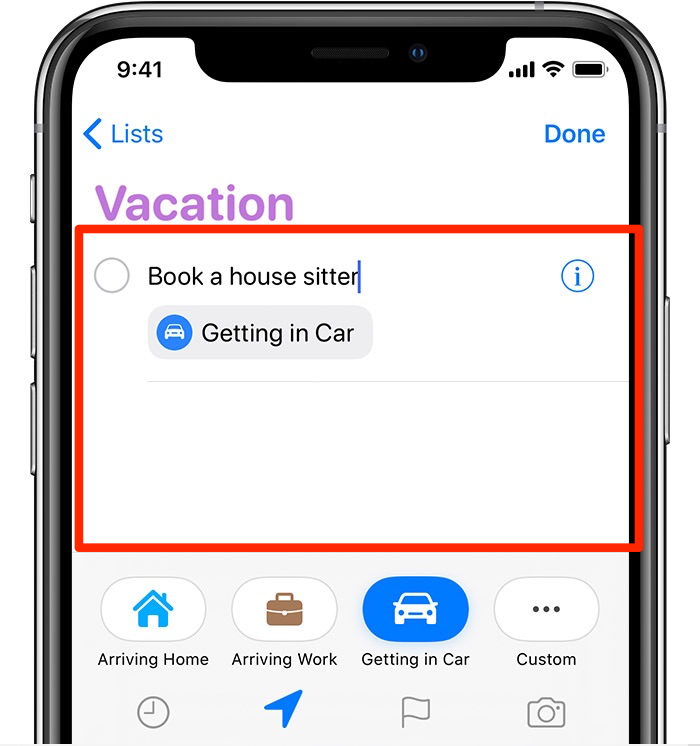 9:41
Lists
Done
Vacation
Book a house sitter
Getting in Car
Arriving Home
Arriving Work
Getting in Car
Custom